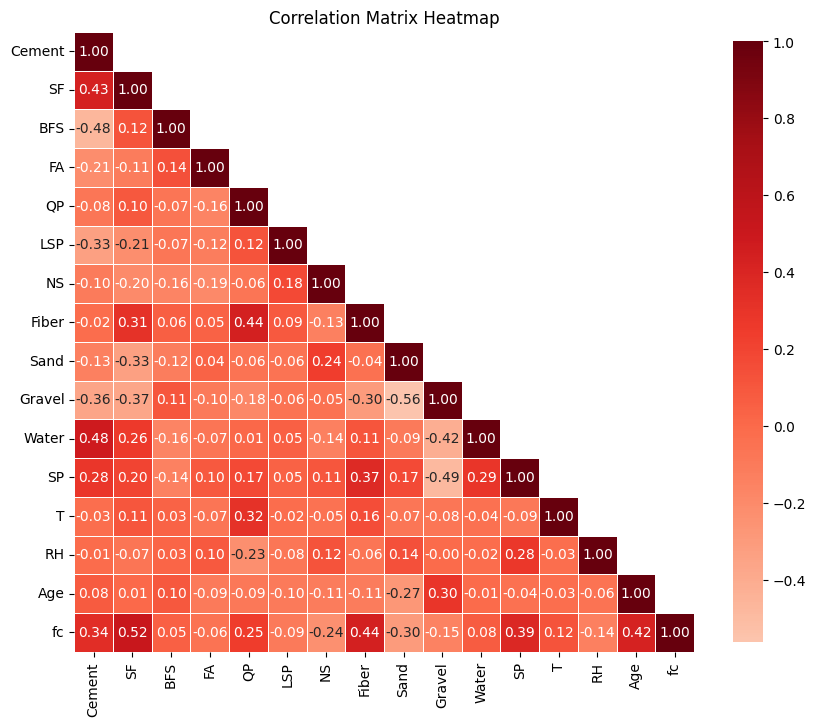 Correlation Matrix Heatmap
Cement 1.00
SF 0.43 1.00
BFS -0.48 0.12 1.00
FA -0.21 -0.11 0.14 1.00
QP -0.08 0.10 -0.07 -0.16 1.00
LSP -0.33 -0.21 -0.07 -0.12 0.12 1.00
NS -0.10 -0.20 -0.16 -0.19 -0.06 0.18 1.00
Fiber -0.02 0.31 0.06 0.05 0.44 0.09 -0.13 1.00
Sand -0.13 -0.33 -0.12 0.04 -0.06 -0.06 0.24 -0.04 1.00
Gravel -0.36 -0.37 0.11 -0.10 -0.18 -0.06 -0.05 -0.30 -0.56 1.00
Water 0.48 0.26 -0.16 -0.07 0.01 0.05 -0.14 0.11 -0.09 -0.42 1.00
SP 0.28 0.20 -0.14 0.10 0.17 0.05 0.11 0.37 0.17 -0.49 0.29 1.00
T -0.03 0.11 0.03 -0.07 0.32 -0.02 -0.05 0.16 -0.07 -0.08 -0.04 -0.09 1.00
RH -0.01 -0.07 0.03 0.10 -0.23 -0.08 0.12 -0.06 0.14 -0.00 -0.02 0.28 -0.03 1.00
Age 0.08 0.01 0.10 -0.09 -0.09 -0.10 -0.11 -0.11 -0.27 0.30 -0.01 -0.04 -0.03 -0.06 1.00
fc 0.34 0.52 0.05 -0.06 0.25 -0.09 -0.24 0.44 -0.30 -0.15 0.08 0.39 0.12 -0.14 0.42 1.00
Cement SF BFS FA QP LSP NS Fiber Sand Gravel Water SP T RH Age fc
1.0
0.8
0.6
0.4
0.2
0.0
−0.2
−0.4